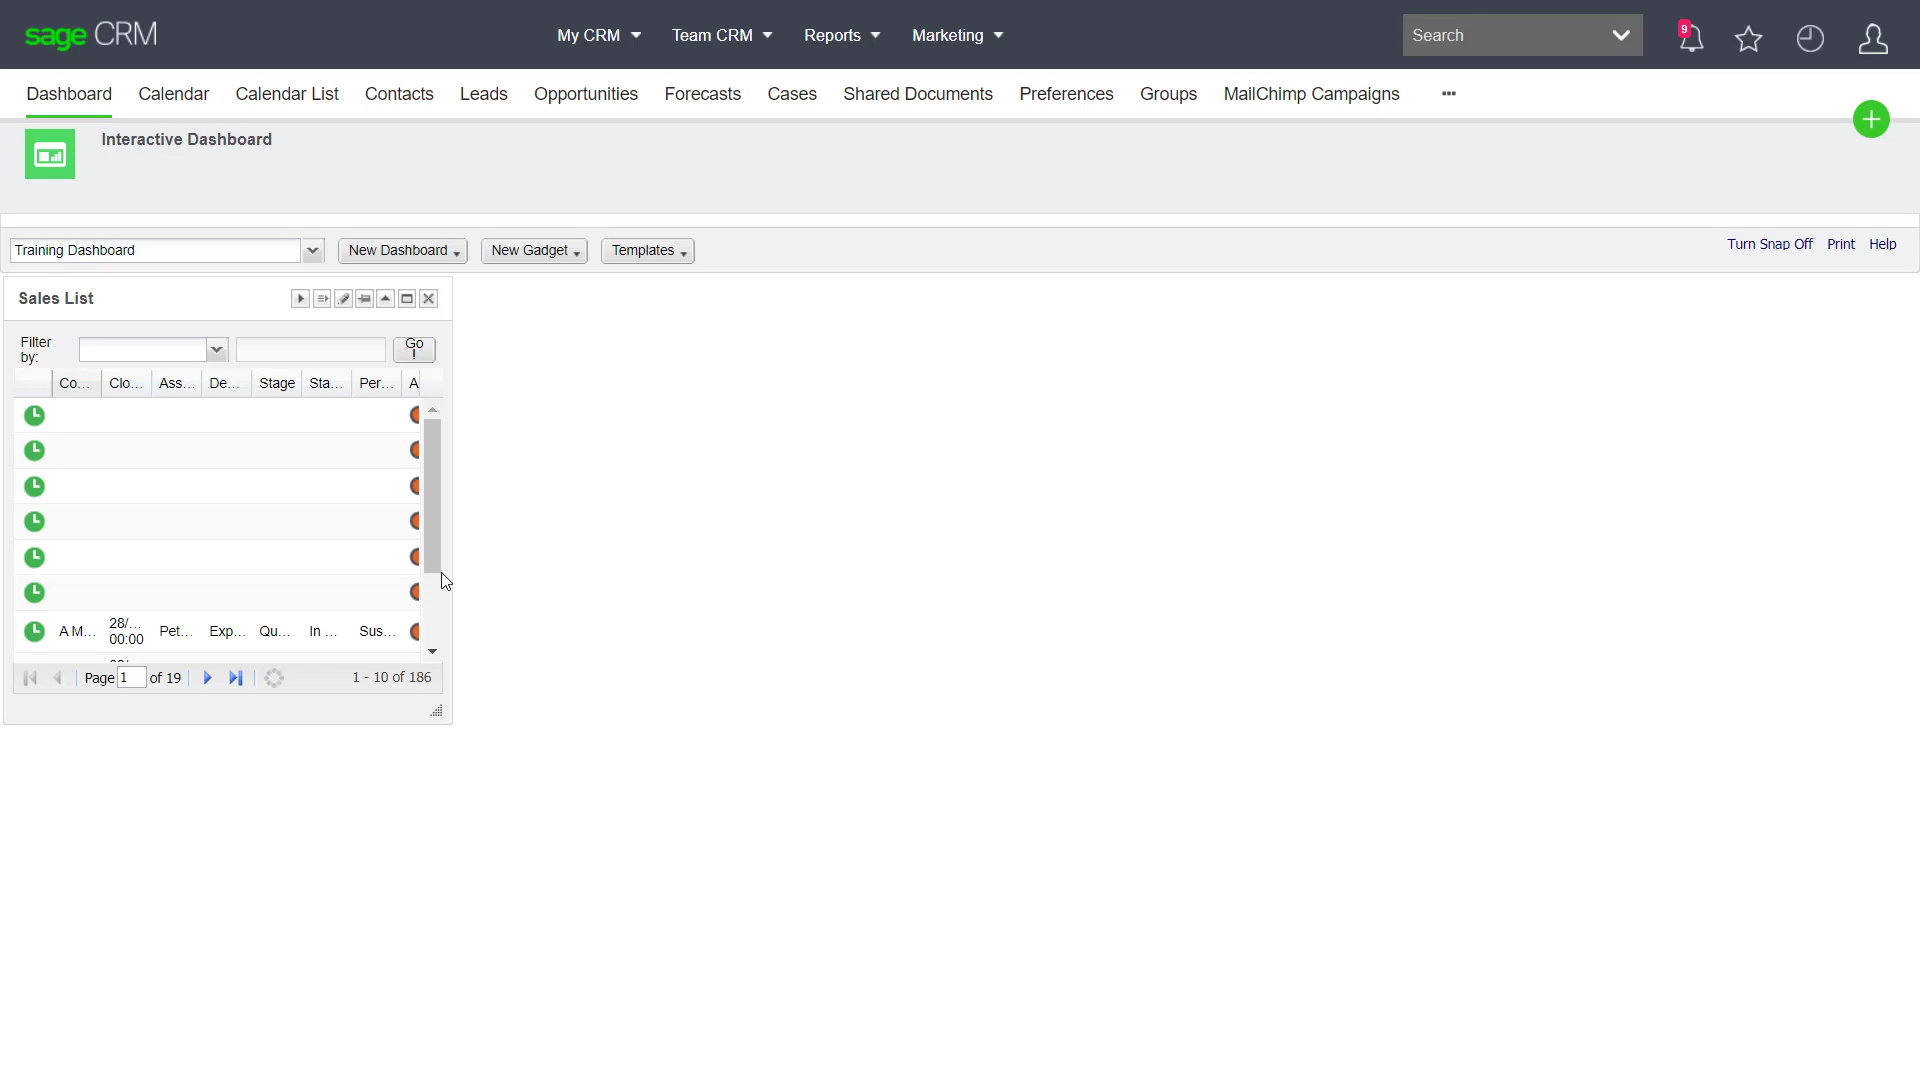 sage CRM
My CRM
Team CRM
Reports
Marketing
Search
9
Dashboard
Calendar
Calendar List
Contacts
Leads
Opportunities
Forecasts
Cases
Shared Documents
Preferences
Groups
MailChimp Campaigns
...
Interactive Dashboard
Training Dashboard
New Dashboard
New Gadget
Templates
Turn Snap Off
Print
Help
Sales List
Filter by:
Go !
Co... Clo... Ass... De... Stage Sta... Per... A
A M... 28/... 00:00 Pet... Exp... Qu... In ... Sus...
Page 1 of 19
1 - 10 of 186